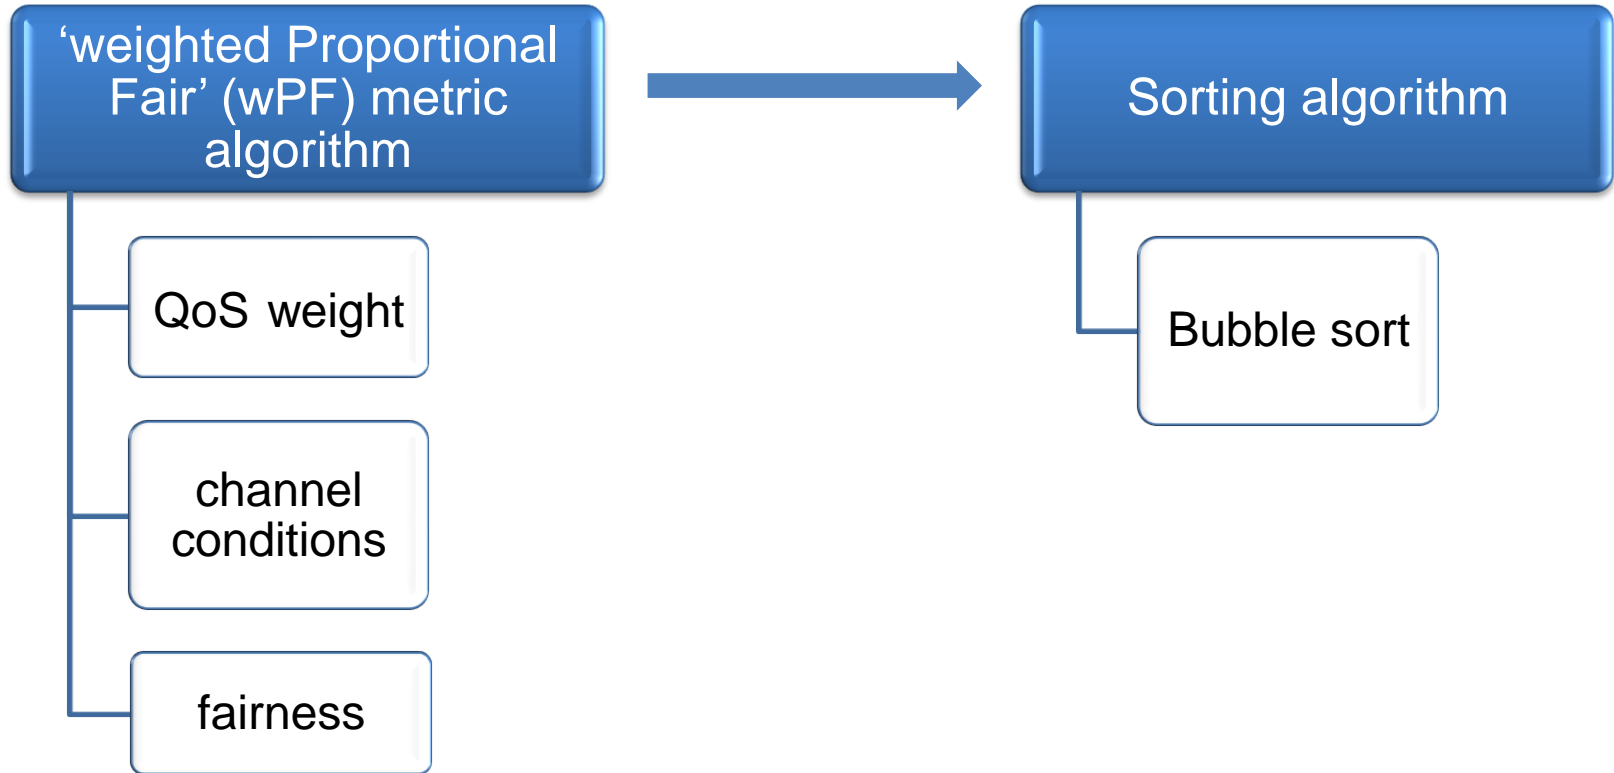 ‘weighted Proportional
Fair’ (wPF) metric
algorithm
QoS weight
channel
conditions
fairness
Sorting algorithm
Bubble sort